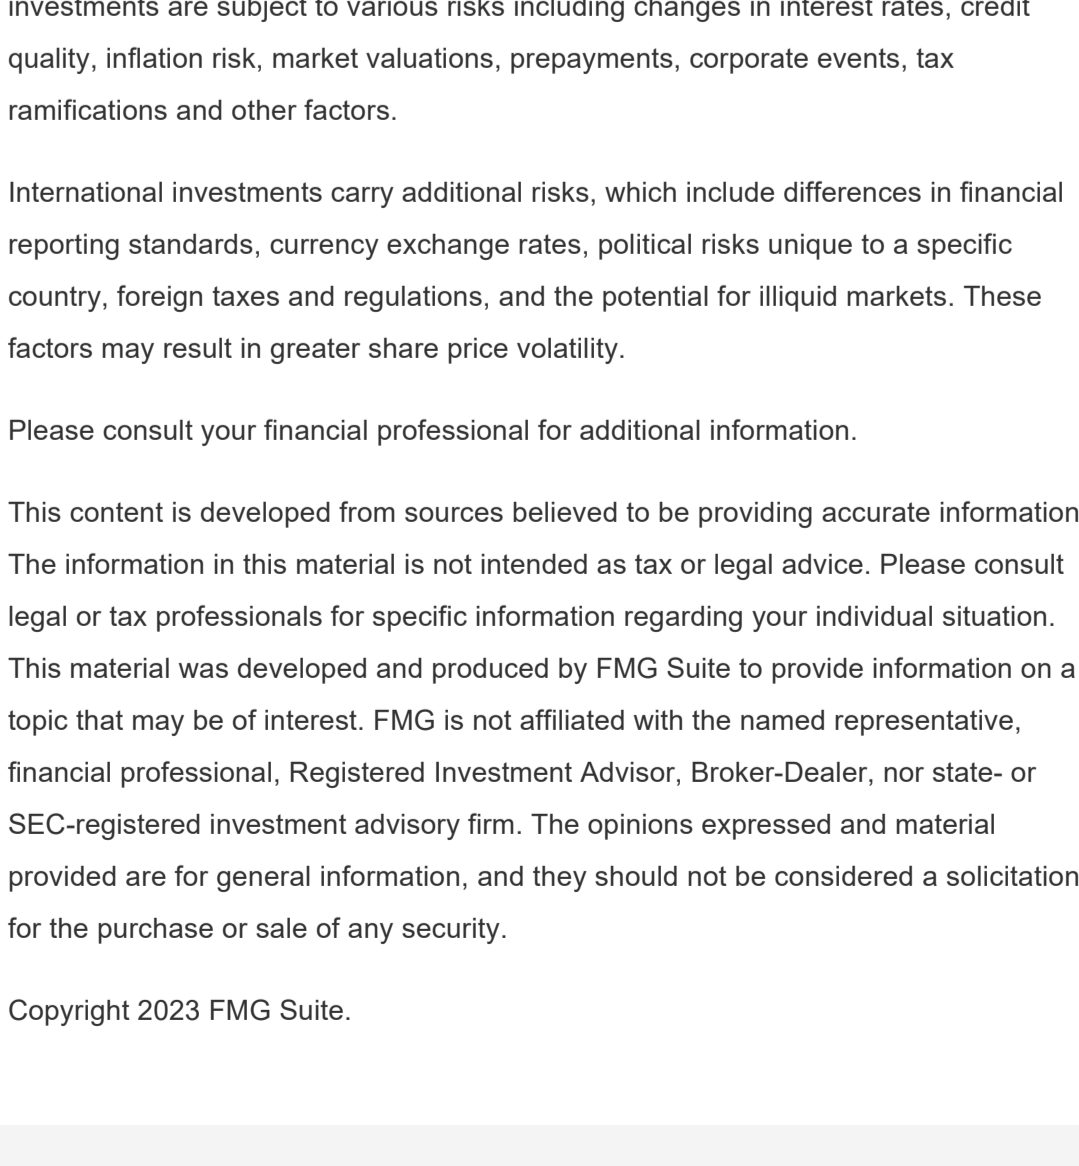 investments are subject to various risks including changes in interest rates, credit
quality, inflation risk, market valuations, prepayments, corporate events, tax
ramifications and other factors.
International investments carry additional risks, which include differences in financial
reporting standards, currency exchange rates, political risks unique to a specific
country, foreign taxes and regulations, and the potential for illiquid markets. These
factors may result in greater share price volatility.
Please consult your financial professional for additional information.
This content is developed from sources believed to be providing accurate information
The information in this material is not intended as tax or legal advice. Please consult
legal or tax professionals for specific information regarding your individual situation.
This material was developed and produced by FMG Suite to provide information on a
topic that may be of interest. FMG is not affiliated with the named representative,
financial professional, Registered Investment Advisor, Broker-Dealer, nor state- or
SEC-registered investment advisory firm. The opinions expressed and material
provided are for general information, and they should not be considered a solicitation
for the purchase or sale of any security.
Copyright 2023 FMG Suite.